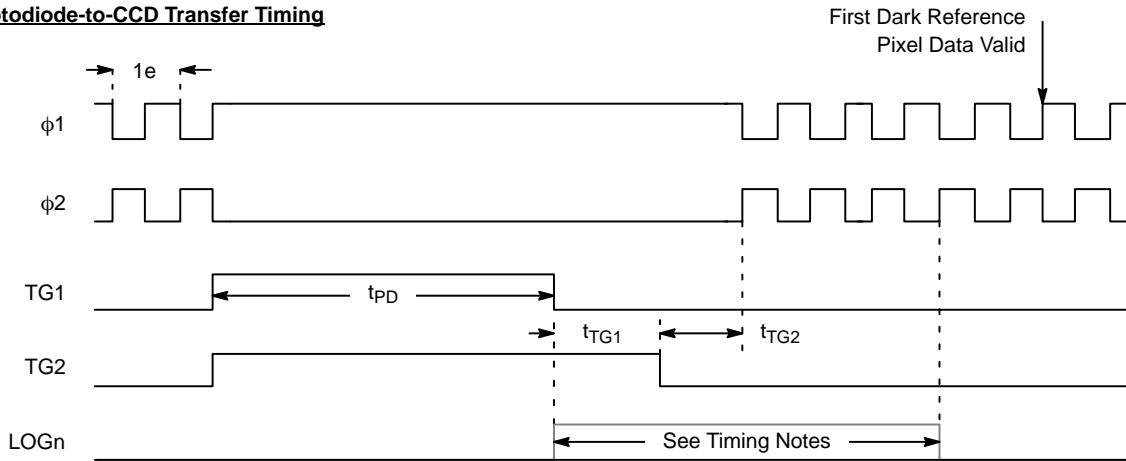 otodiode-to-CCD Transfer Timing
First Dark Reference
Pixel Data Valid
1e
ϕ1
ϕ2
TG1
tPD
tTG1
tTG2
TG2
LOGn
See Timing Notes